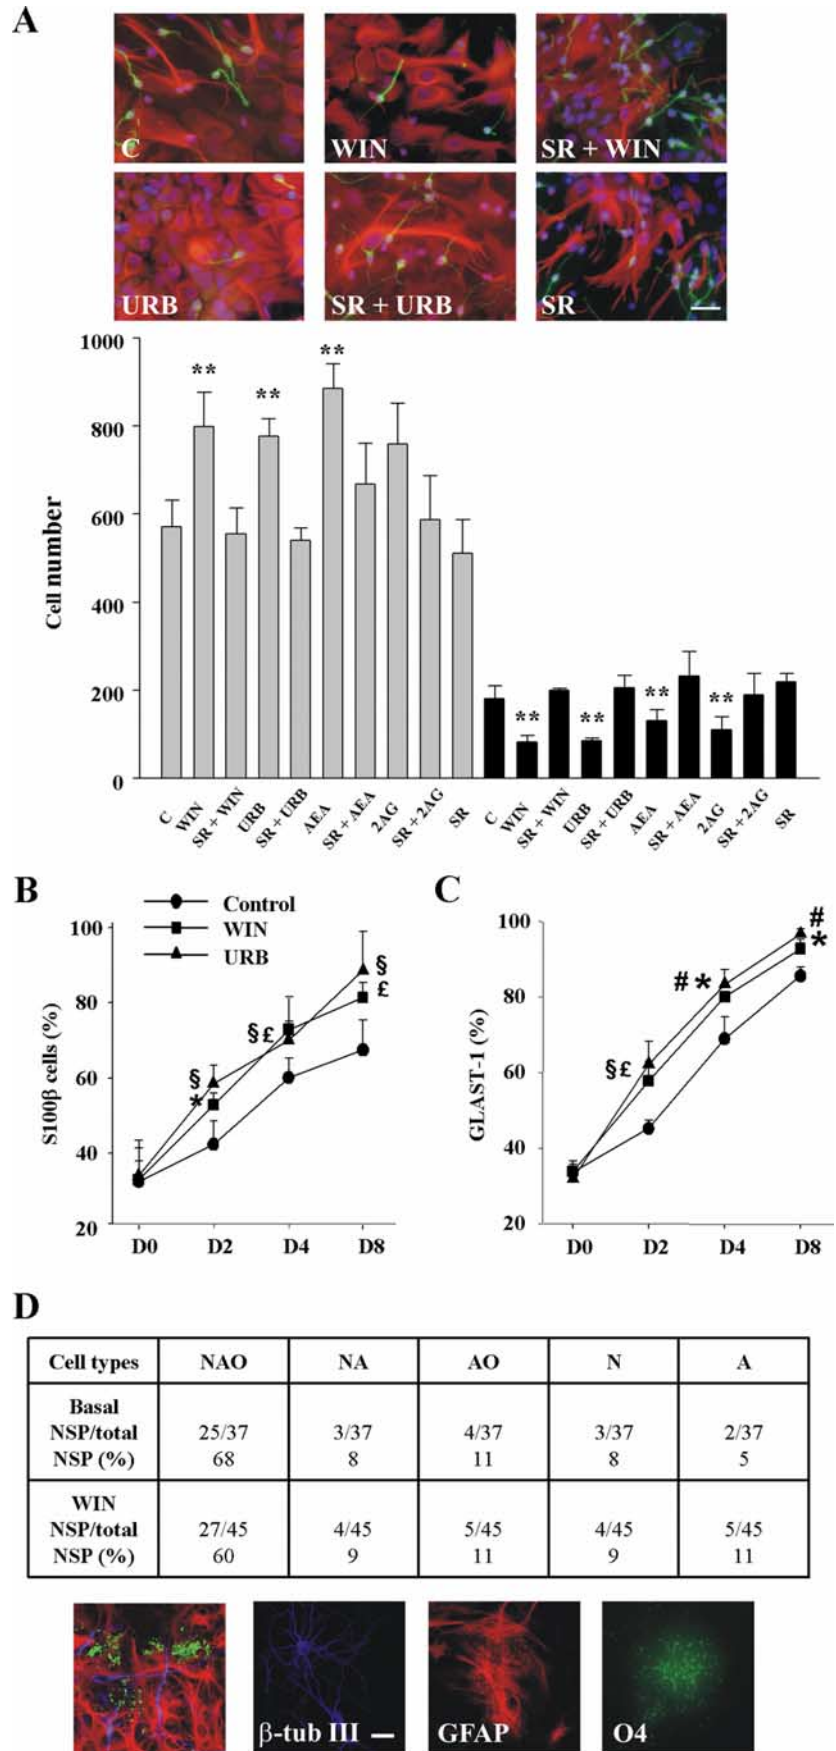 A
C
WIN
SR + WIN
URB
SR + URB
SR
1000
800
600
400
200
0
Cell number
** ** **
** ** ** **
C WIN SR + WIN URB SR + URB AEA SR + AEA 2AG SR + 2AG SR C WIN SR + WIN URB SR + URB AEA SR + AEA 2AG SR + 2AG SR
B
Control
WIN
URB
100
80
60
40
20
S100β cells (%)
§
*
§£
§
£
D0 D2 D4 D8
C
100
80
60
40
20
GLAST-1 (%)
§£
# *
#
*
D0 D2 D4 D8
D
Cell types NAO NA AO N A
Basal
NSP/total 25/37 3/37 4/37 3/37 2/37
NSP (%) 68 8 11 8 5
WIN
NSP/total 27/45 4/45 5/45 4/45 5/45
NSP (%) 60 9 11 9 11
β-tub III
GFAP
O4